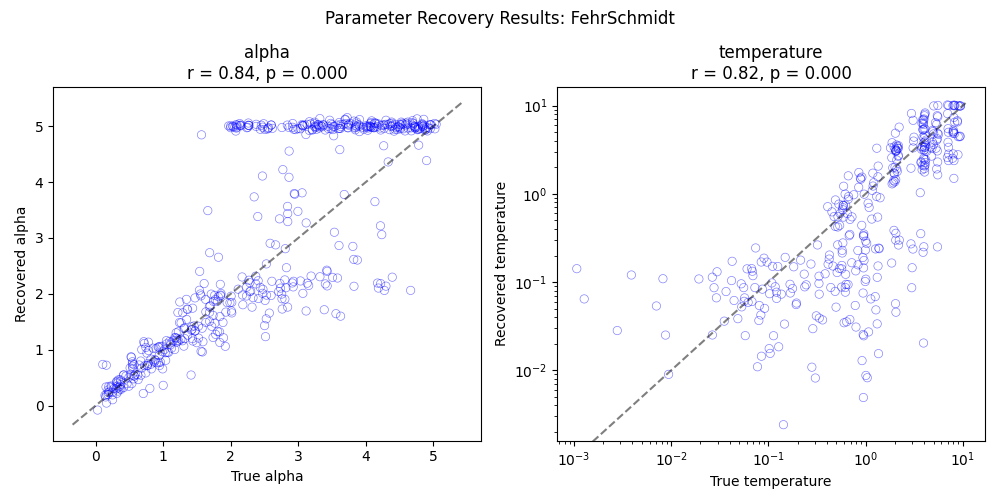 Parameter Recovery Results: FehrSchmidt
alpha
r = 0.84, p = 0.000
temperature
r = 0.82, p = 0.000
Recovered alpha
5
4
3
2
1
0
0 1 2 3 4 5
True alpha
Recovered temperature
10^1
10^0
10^-1
10^-2
10^-3 10^-2 10^-1 10^0 10^1
True temperature